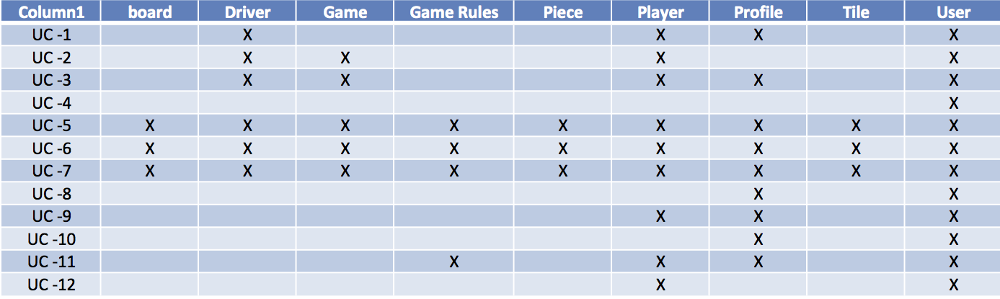 Column1 board Driver Game Game Rules Piece Player Profile Tile User
UC -1 X X X X
UC -2 X X X X
UC -3 X X X X X
UC -4 X
UC -5 X X X X X X X X X
UC -6 X X X X X X X X X
UC -7 X X X X X X X X X
UC -8 X X
UC -9 X X X
UC -10 X X
UC -11 X X X X
UC -12 X X